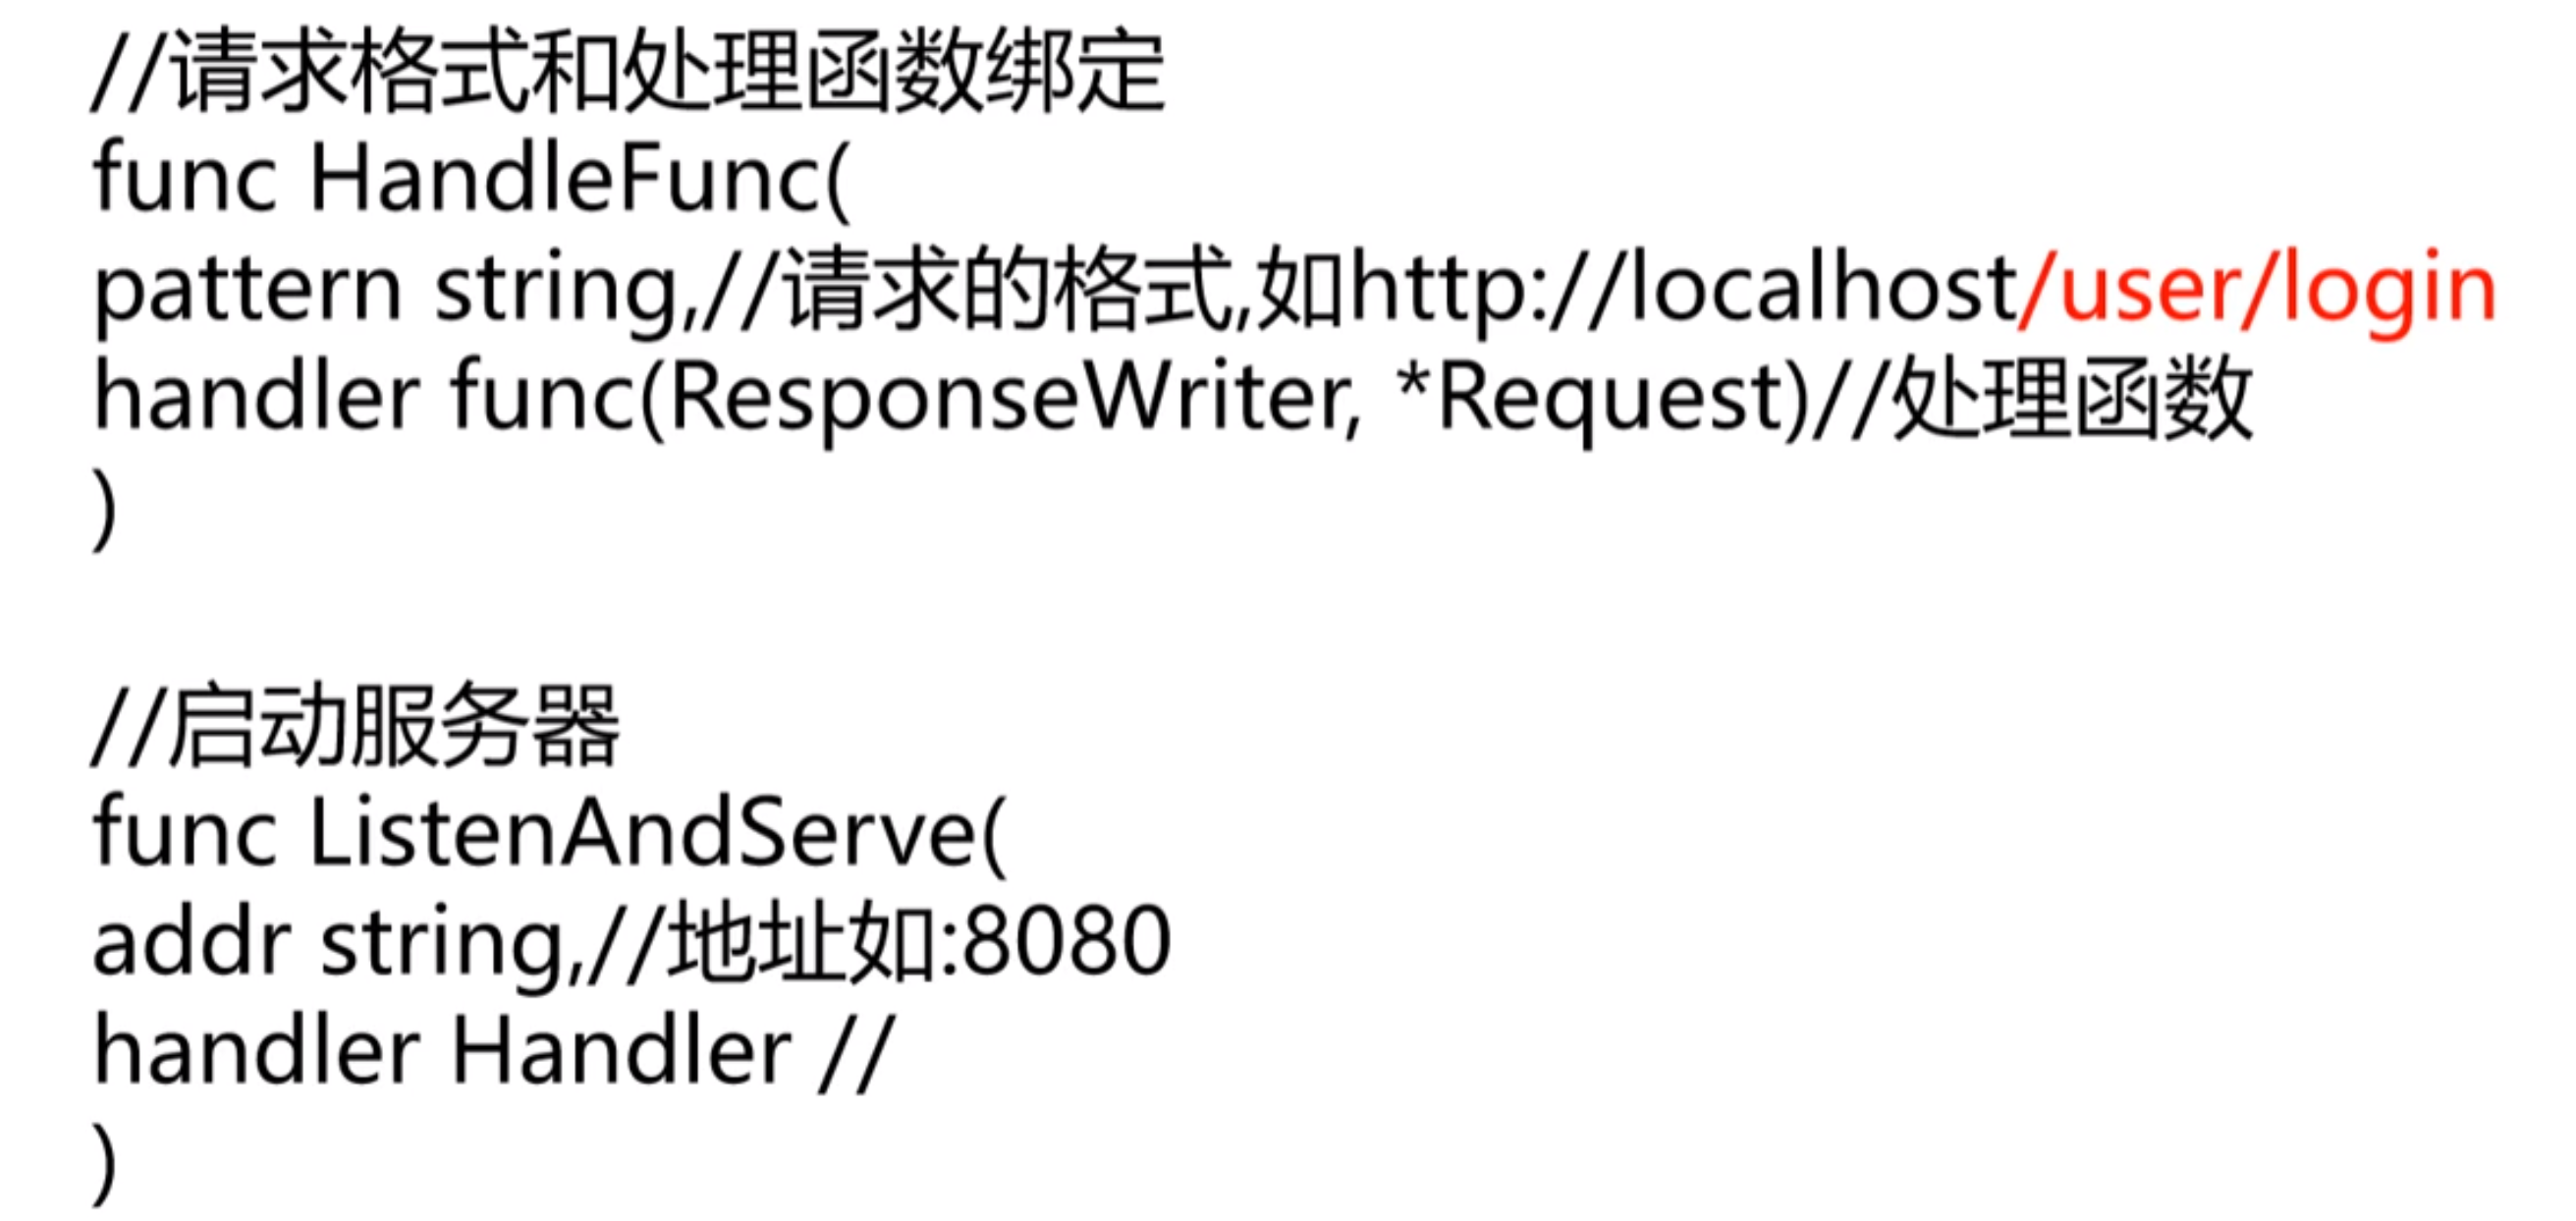 //请求格式和处理函数绑定
func HandleFunc(
pattern string,//请求的格式,如http://localhost/user/login
handler func(ResponseWriter, *Request)//处理函数
)
//启动服务器
func ListenAndServe(
addr string,//地址如:8080
handler Handler //
)